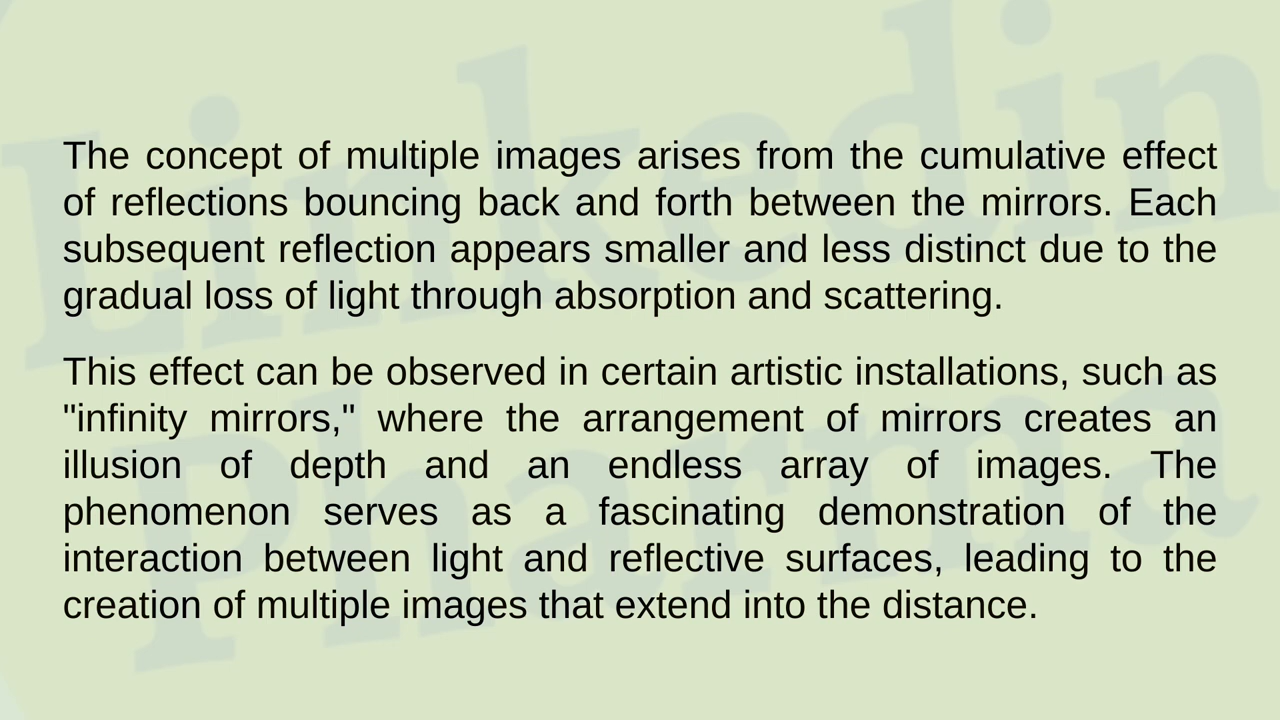 The concept of multiple images arises from the cumulative effect
of reflections bouncing back and forth between the mirrors. Each
subsequent reflection appears smaller and less distinct due to the
gradual loss of light through absorption and scattering.
This effect can be observed in certain artistic installations, such as
"infinity mirrors," where the arrangement of mirrors creates an
illusion of depth and an endless array of images. The
phenomenon serves as a fascinating demonstration of the
interaction between light and reflective surfaces, leading to the
creation of multiple images that extend into the distance.
Linkedin
Pharma